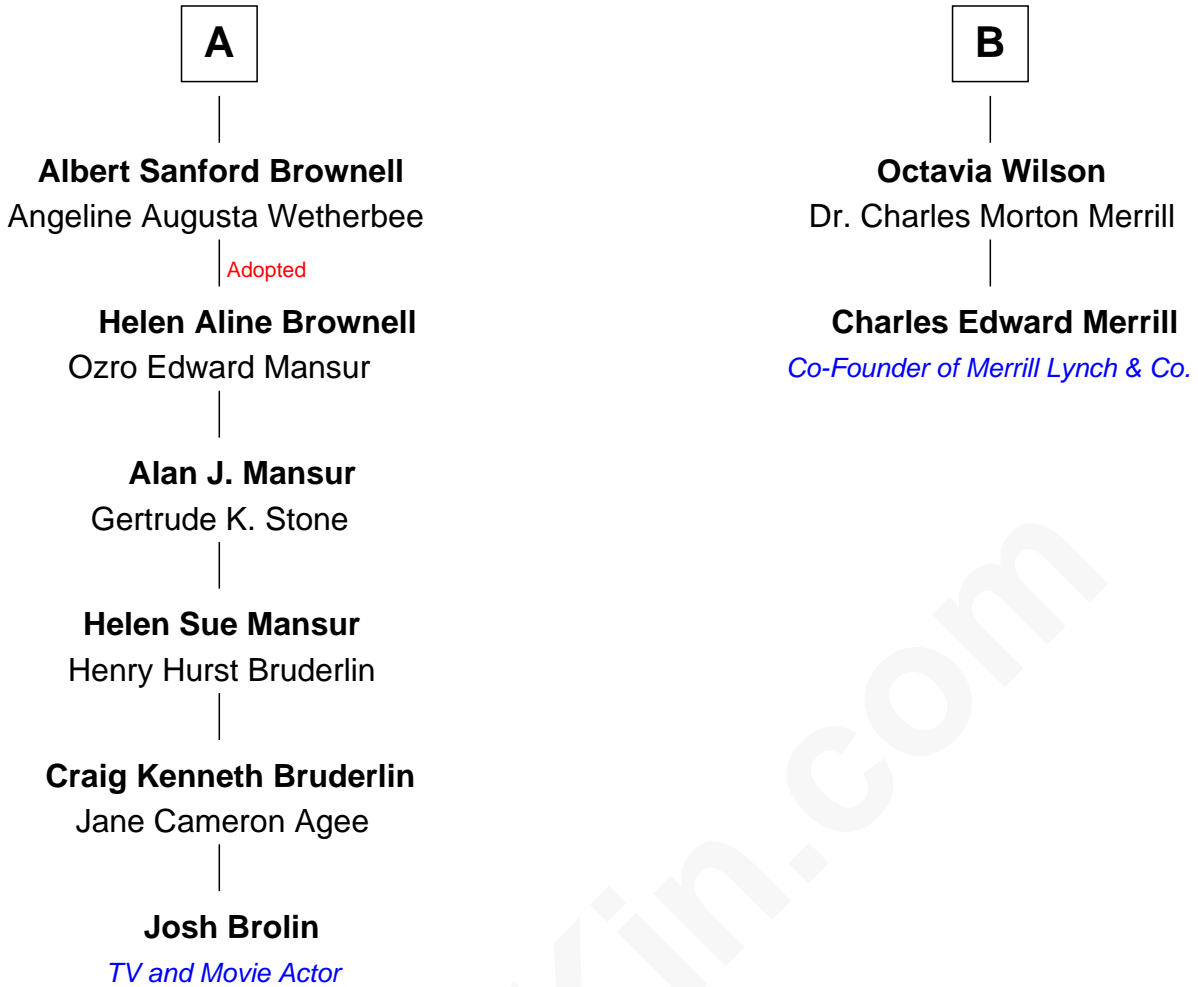 A
B
Albert Sanford Brownell
Angeline Augusta Wetherbee
Adopted
Helen Aline Brownell
Ozro Edward Mansur
Alan J. Mansur
Gertrude K. Stone
Helen Sue Mansur
Henry Hurst Bruderlin
Craig Kenneth Bruderlin
Jane Cameron Agee
Josh Brolin
TV and Movie Actor
Octavia Wilson
Dr. Charles Morton Merrill
Charles Edward Merrill
Co-Founder of Merrill Lynch & Co.
Kin.com